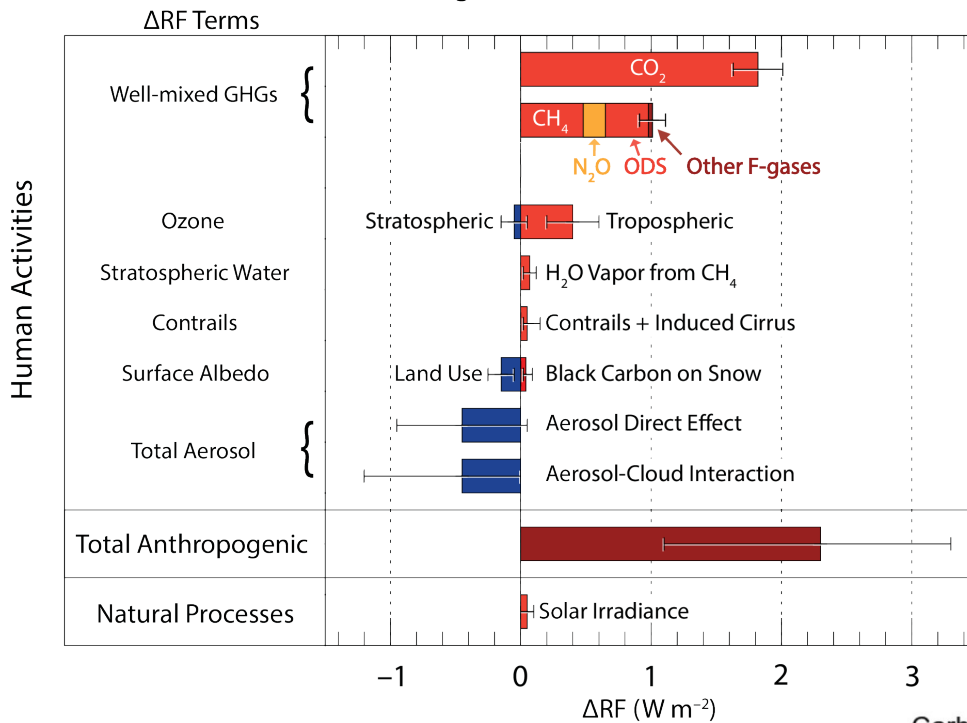 ΔRF Terms
Well-mixed GHGs
CO₂
CH₄
N₂O
ODS
Other F-gases
Human Activities
Ozone
Stratospheric
Tropospheric
Stratospheric Water
H₂O Vapor from CH₄
Contrails
Contrails + Induced Cirrus
Surface Albedo
Land Use
Black Carbon on Snow
Total Aerosol
Aerosol Direct Effect
Aerosol-Cloud Interaction
Total Anthropogenic
Natural Processes
Solar Irradiance
–1 0 1 2 3
ΔRF (W m⁻²)